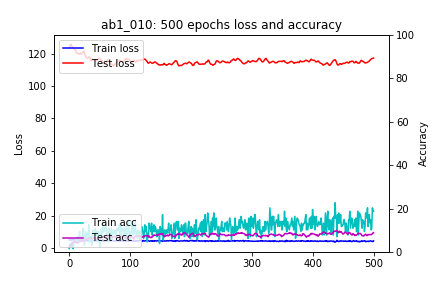 ab1_010: 500 epochs loss and accuracy
Train loss
Test loss
Train acc
Test acc
Loss
Accuracy
120
100
80
60
40
20
0
100
80
60
40
20
0
0
100
200
300
400
500